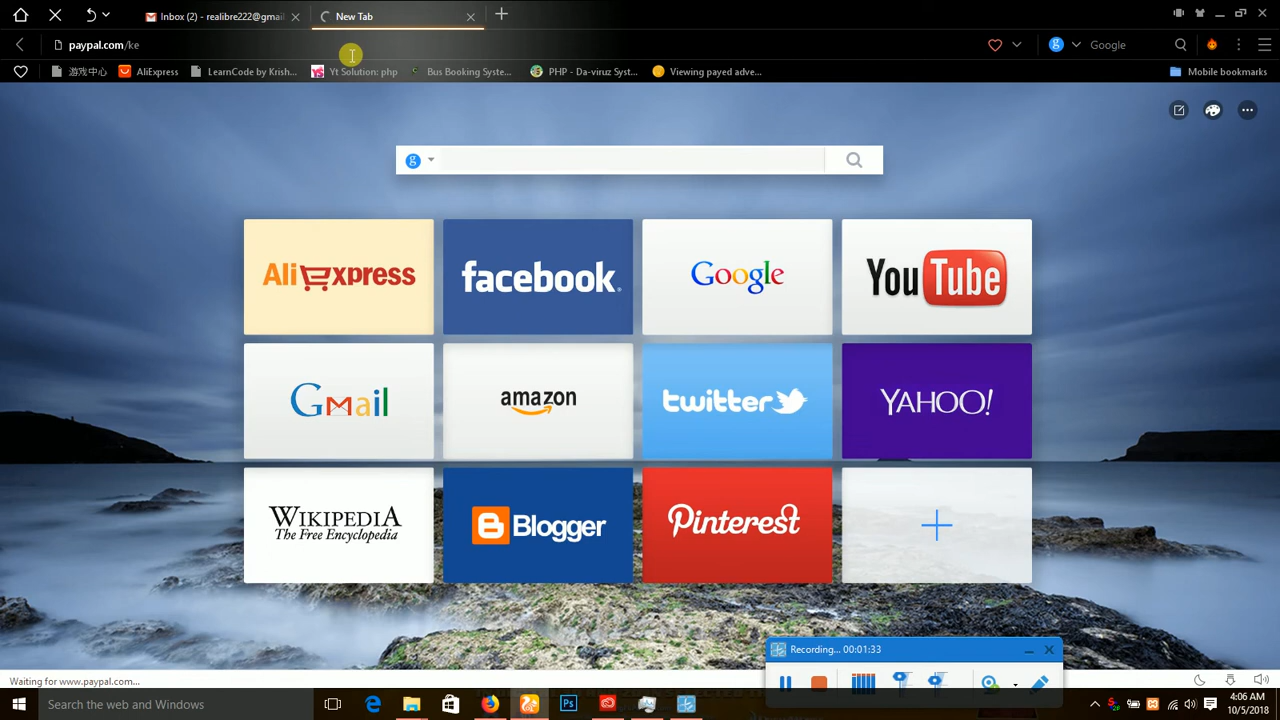 Inbox (2) - realibre222@gmail
New Tab
paypal.com/ke
Google
游戏中心
AliExpress
LearnCode by Krish...
Yt Solution: php
Bus Booking Syste...
PHP - Da-viruz Syst...
Viewing payed adve...
Mobile bookmarks
g
AliExpress
facebook
Google
YouTube
Gmail
amazon
twitter
YAHOO!
WIKIPEDIA
The Free Encyclopedia
Blogger
Pinterest
Recording... 00:01:33
Waiting for www.paypal.com...
Search the web and Windows
Ps
4:06 AM
10/5/2018